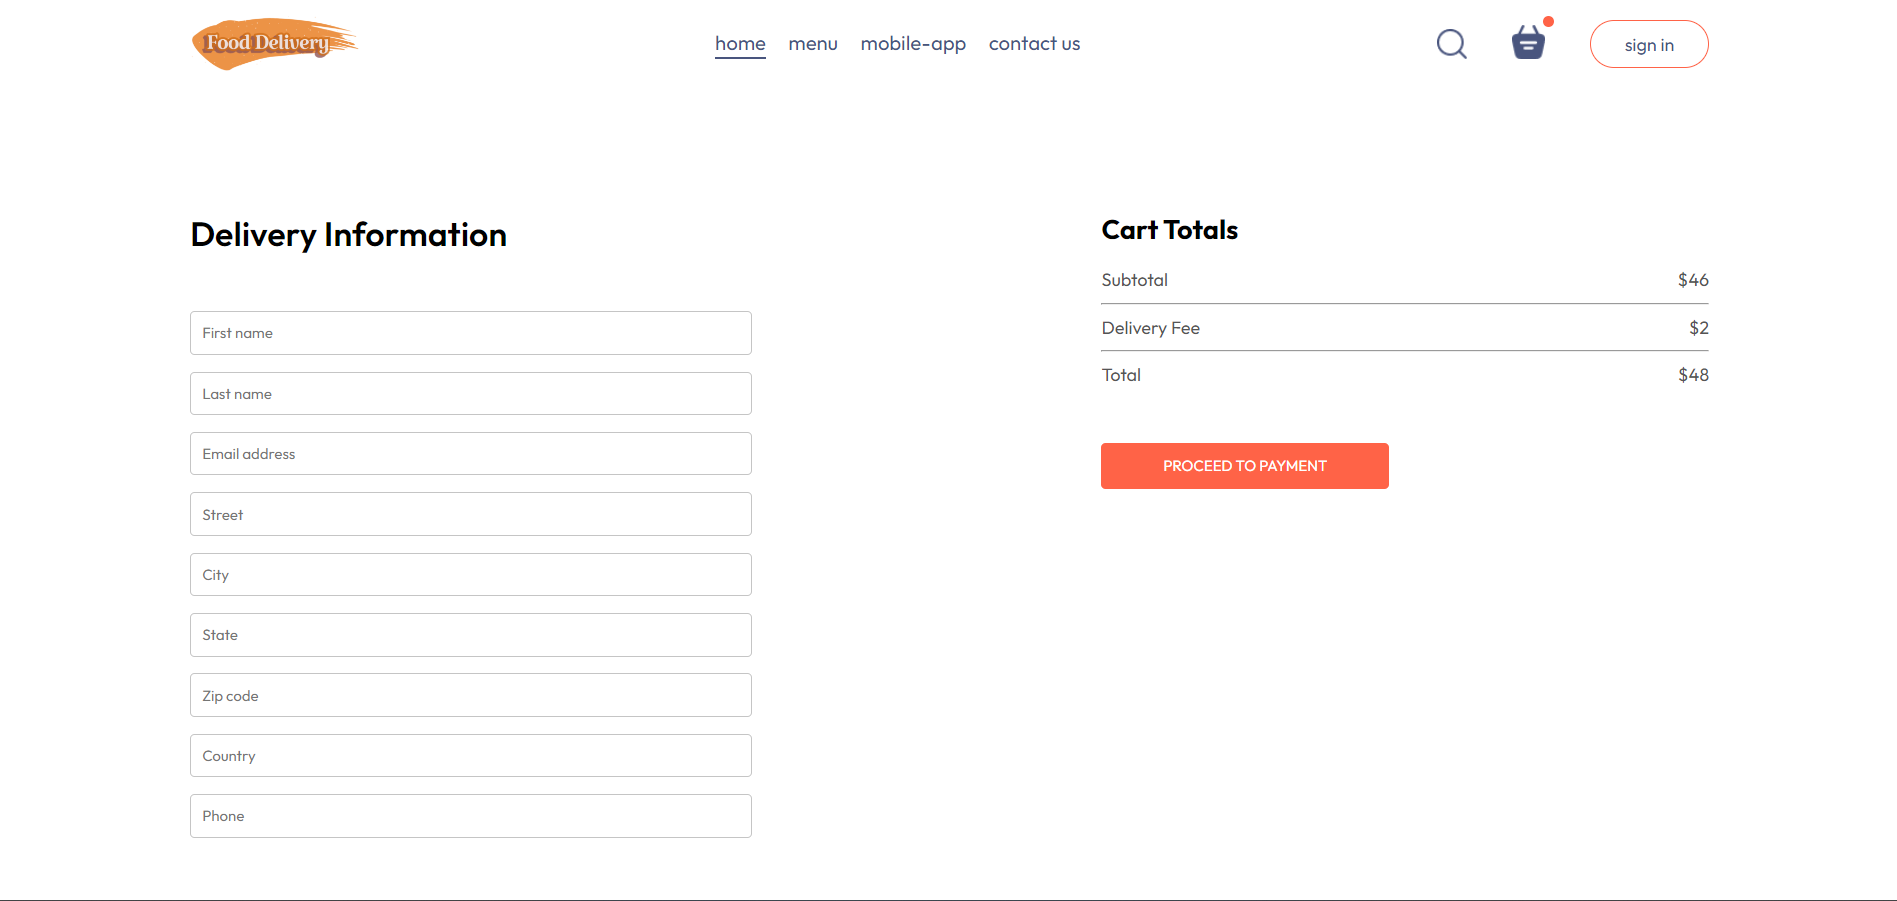 Food Delivery
home menu mobile-app contact us
sign in
Delivery Information
First name
Last name
Email address
Street
City
State
Zip code
Country
Phone
Cart Totals
Subtotal $46
Delivery Fee $2
Total $48
PROCEED TO PAYMENT